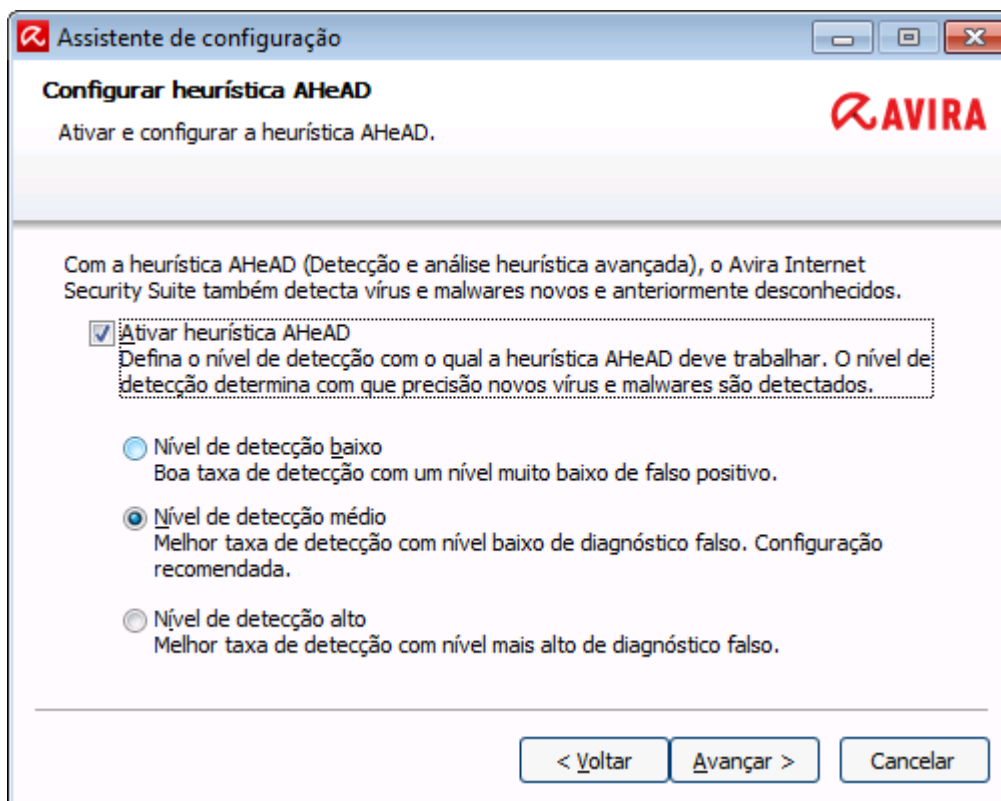 Assistente de configuração
Configurar heurística AHeAD
Ativar e configurar a heurística AHeAD.
AVIRA
Com a heurística AHeAD (Detecção e análise heurística avançada), o Avira Internet
Security Suite também detecta vírus e malwares novos e anteriormente desconhecidos.
Ativar heurística AHeAD
Defina o nível de detecção com o qual a heurística AHeAD deve trabalhar. O nível de
detecção determina com que precisão novos vírus e malwares são detectados.
Nível de detecção baixo
Boa taxa de detecção com um nível muito baixo de falso positivo.
Nível de detecção médio
Melhor taxa de detecção com nível baixo de diagnóstico falso. Configuração
recomendada.
Nível de detecção alto
Melhor taxa de detecção com nível mais alto de diagnóstico falso.
< Voltar
Avançar >
Cancelar